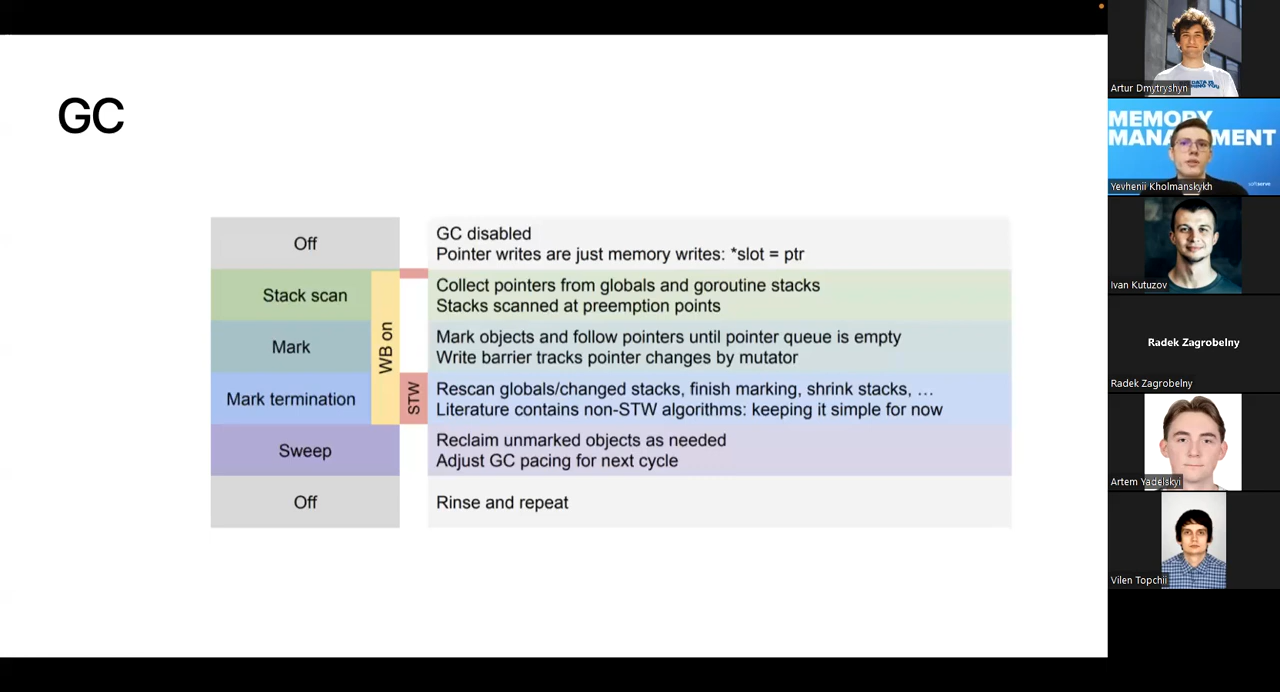 GC
Off
GC disabled
Pointer writes are just memory writes: *slot = ptr
Stack scan
Collect pointers from globals and goroutine stacks
Stacks scanned at preemption points
WB on
Mark
Mark objects and follow pointers until pointer queue is empty
Write barrier tracks pointer changes by mutator
Mark termination
STW
Rescan globals/changed stacks, finish marking, shrink stacks, …
Literature contains non-STW algorithms: keeping it simple for now
Sweep
Reclaim unmarked objects as needed
Adjust GC pacing for next cycle
Off
Rinse and repeat
Artur Dmytryshyn
MEMORY
MANA MENT
softserve
Yevhenii Kholmanskykh
Ivan Kutuzov
Radek Zagrobelny
Radek Zagrobelny
Artem Yadelskyi
Vilen Topchii